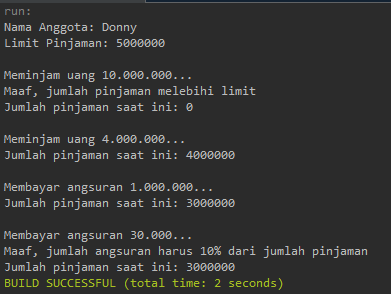 run:
Nama Anggota: Donny
Limit Pinjaman: 5000000
Meminjam uang 10.000.000...
Maaf, jumlah pinjaman melebihi limit
Jumlah pinjaman saat ini: 0
Meminjam uang 4.000.000...
Jumlah pinjaman saat ini: 4000000
Membayar angsuran 1.000.000...
Jumlah pinjaman saat ini: 3000000
Membayar angsuran 30.000...
Maaf, jumlah angsuran harus 10% dari jumlah pinjaman
Jumlah pinjaman saat ini: 3000000
BUILD SUCCESSFUL (total time: 2 seconds)